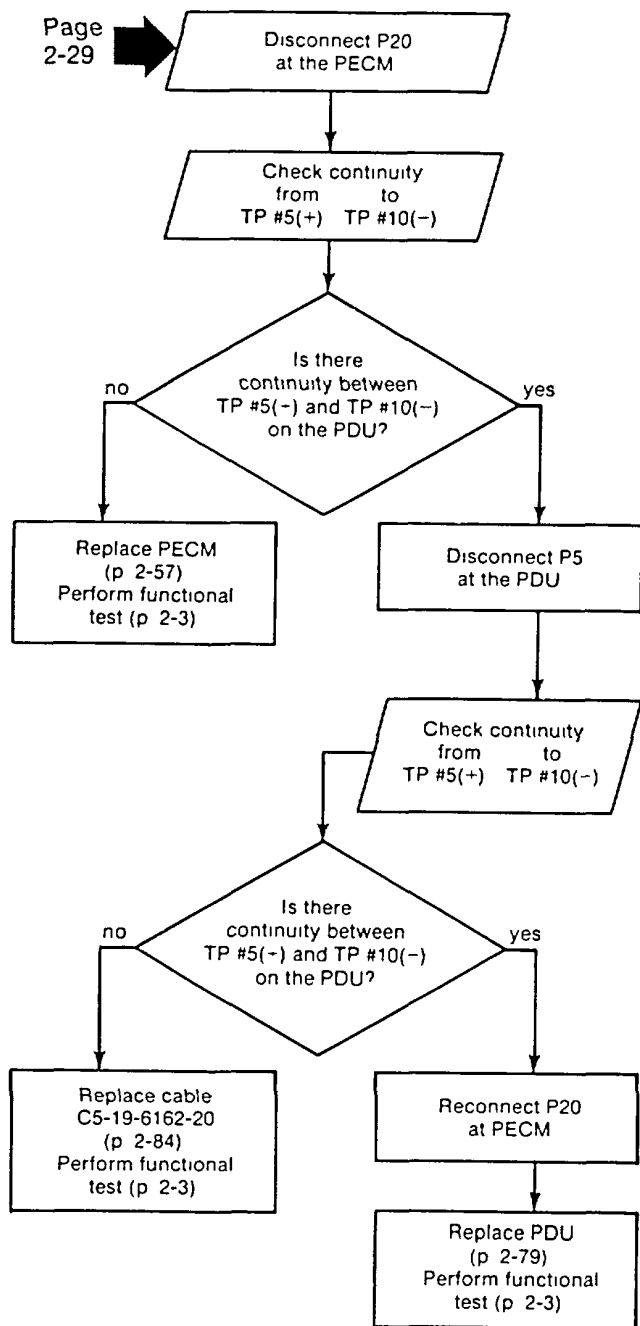 Page
2-29
Disconnect P20
at the PECM
Check continuity
from to
TP #5(+) TP #10(−)
Is there
continuity between
TP #5(+) and TP #10(−)
on the PDU?
no
yes
Replace PECM
(p 2-57)
Perform functional
test (p 2-3)
Disconnect P5
at the PDU
Check continuity
from to
TP #5(+) TP #10(−)
Is there
continuity between
TP #5(+) and TP #10(−)
on the PDU?
no
yes
Replace cable
C5-19-6162-20
(p 2-84)
Perform functional
test (p 2-3)
Reconnect P20
at PECM
Replace PDU
(p 2-79)
Perform functional
test (p 2-3)